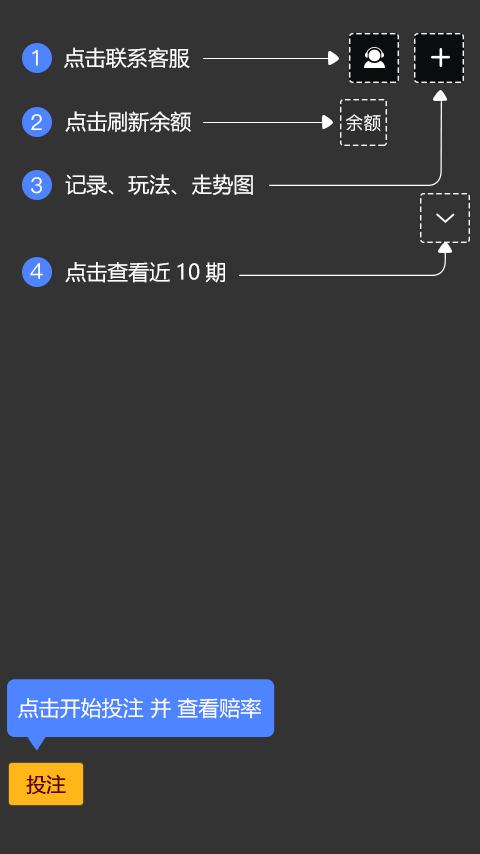 1 点击联系客服
2 点击刷新余额 余额
3 记录、玩法、走势图
4 点击查看近 10 期
点击开始投注 并 查看赔率
投注